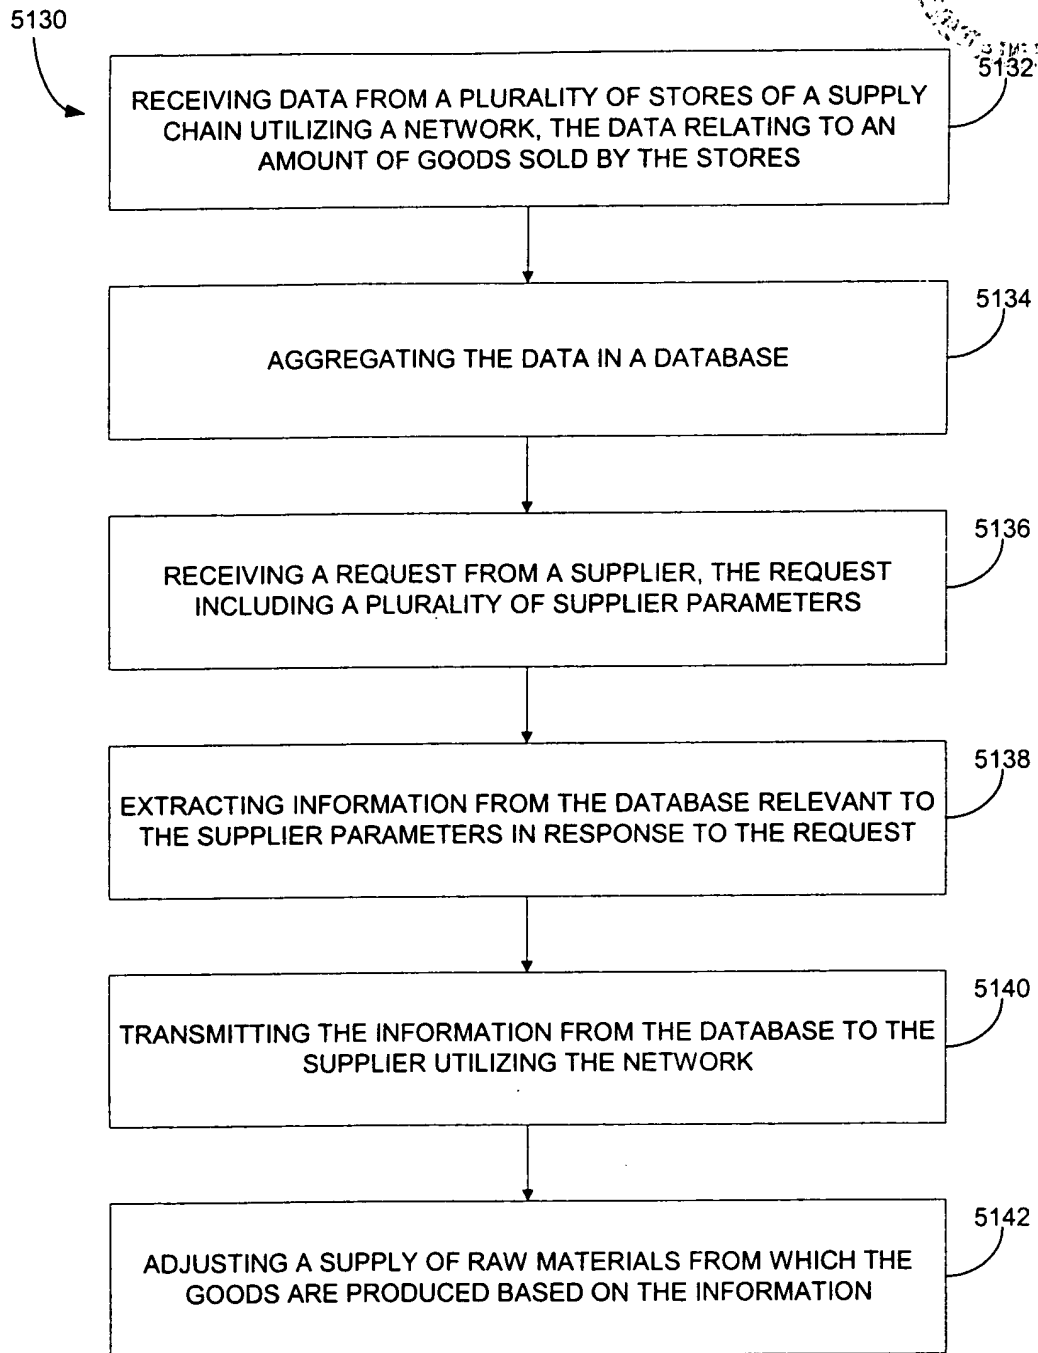 5130
5132
RECEIVING DATA FROM A PLURALITY OF STORES OF A SUPPLY
CHAIN UTILIZING A NETWORK, THE DATA RELATING TO AN
AMOUNT OF GOODS SOLD BY THE STORES
5134
AGGREGATING THE DATA IN A DATABASE
5136
RECEIVING A REQUEST FROM A SUPPLIER, THE REQUEST
INCLUDING A PLURALITY OF SUPPLIER PARAMETERS
5138
EXTRACTING INFORMATION FROM THE DATABASE RELEVANT TO
THE SUPPLIER PARAMETERS IN RESPONSE TO THE REQUEST
5140
TRANSMITTING THE INFORMATION FROM THE DATABASE TO THE
SUPPLIER UTILIZING THE NETWORK
5142
ADJUSTING A SUPPLY OF RAW MATERIALS FROM WHICH THE
GOODS ARE PRODUCED BASED ON THE INFORMATION